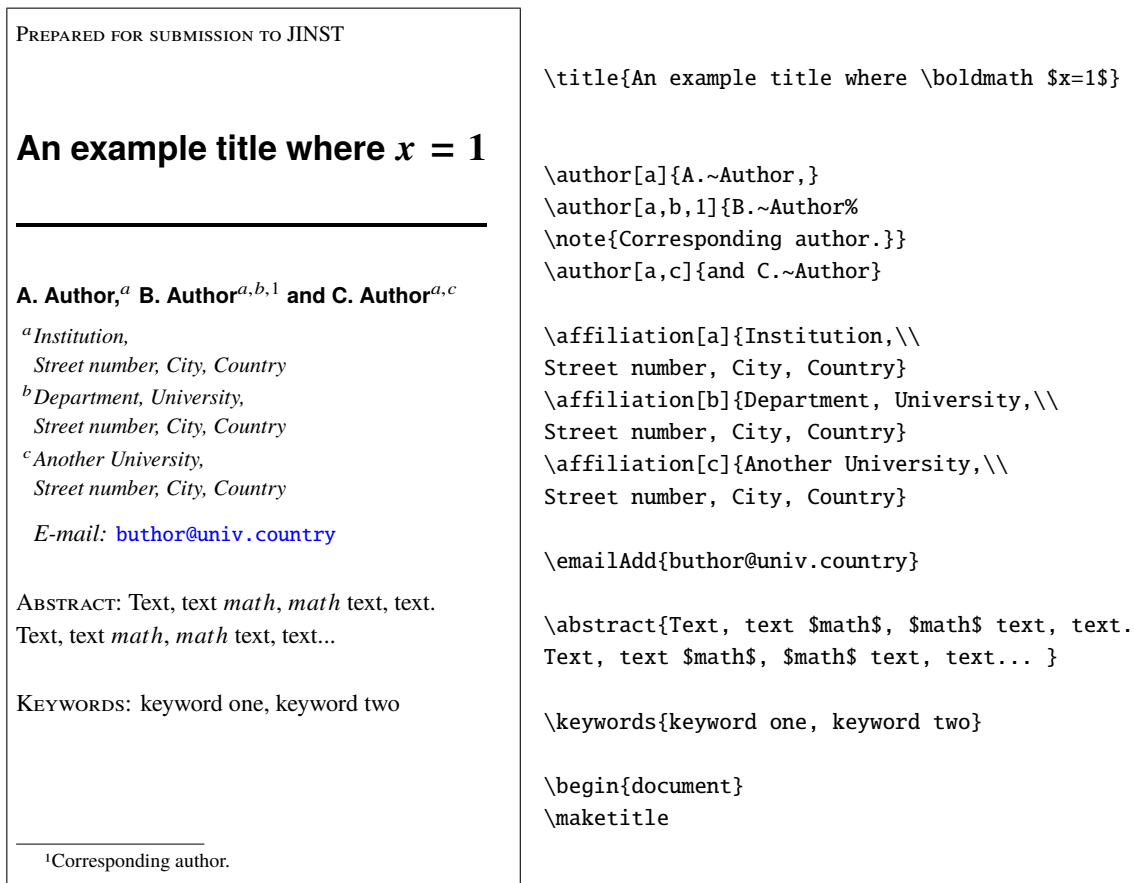 PREPARED FOR SUBMISSION TO JINST
An example title where x = 1
A. Author,ᵃ B. Authorᵃ,ᵇ,¹ and C. Authorᵃ,ᶜ
ᵃInstitution,
Street number, City, Country
ᵇDepartment, University,
Street number, City, Country
ᶜAnother University,
Street number, City, Country
E-mail: buthor@univ.country
ABSTRACT: Text, text math, math text, text.
Text, text math, math text, text...
KEYWORDS: keyword one, keyword two
¹Corresponding author.
\title{An example title where \boldmath $x=1$}
\author[a]{A.~Author,}
\author[a,b,1]{B.~Author%
\note{Corresponding author.}}
\author[a,c]{and C.~Author}
\affiliation[a]{Institution,\\
Street number, City, Country}
\affiliation[b]{Department, University,\\
Street number, City, Country}
\affiliation[c]{Another University,\\
Street number, City, Country}
\emailAdd{buthor@univ.country}
\abstract{Text, text $math$, $math$ text, text.
Text, text $math$, $math$ text, text... }
\keywords{keyword one, keyword two}
\begin{document}
\maketitle